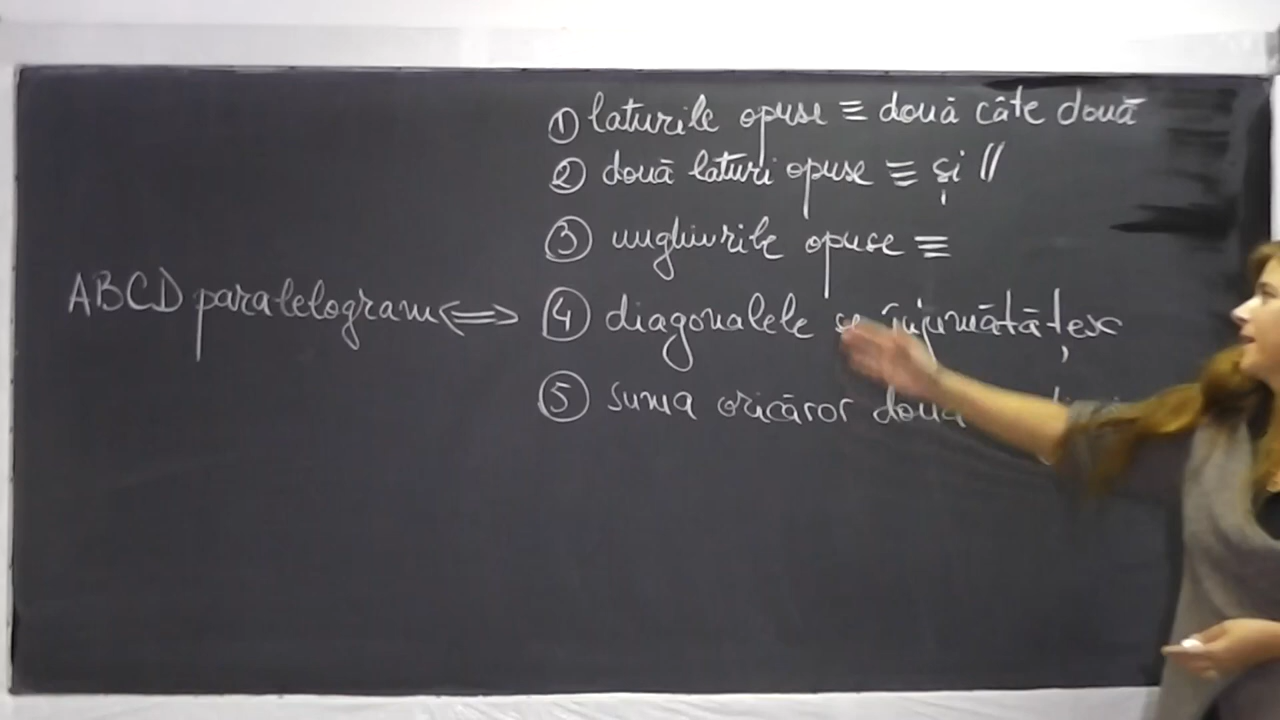 ① laturile opuse ≡ două câte două
② două laturi opuse ≡ și //
③ unghiurile opuse ≡
ABCD paralelogram ⟺ ④ diagonalele se înjumătățesc
⑤ suma oricăror două